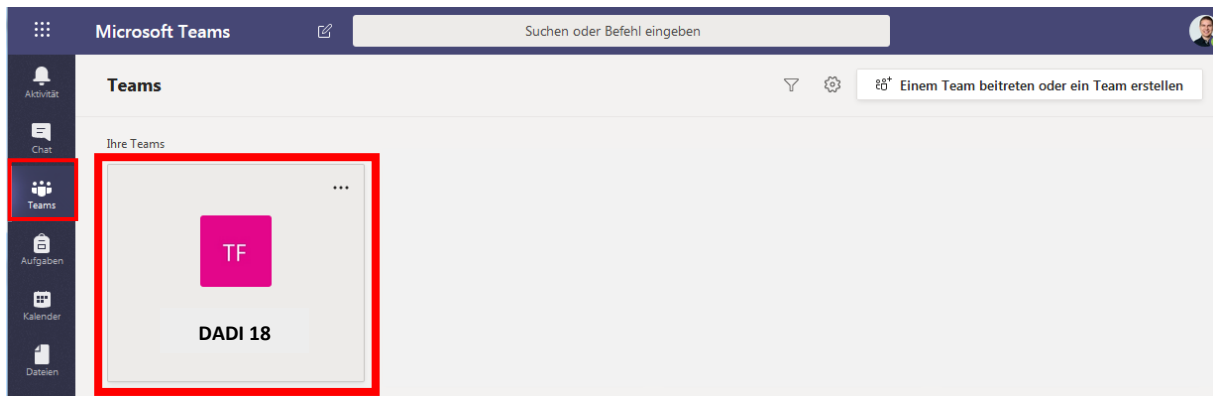 Microsoft Teams
Suchen oder Befehl eingeben
Aktivität
Chat
Teams
Aufgaben
Kalender
Dateien
Teams
Einem Team beitreten oder ein Team erstellen
Ihre Teams
...
TF
DADI 18